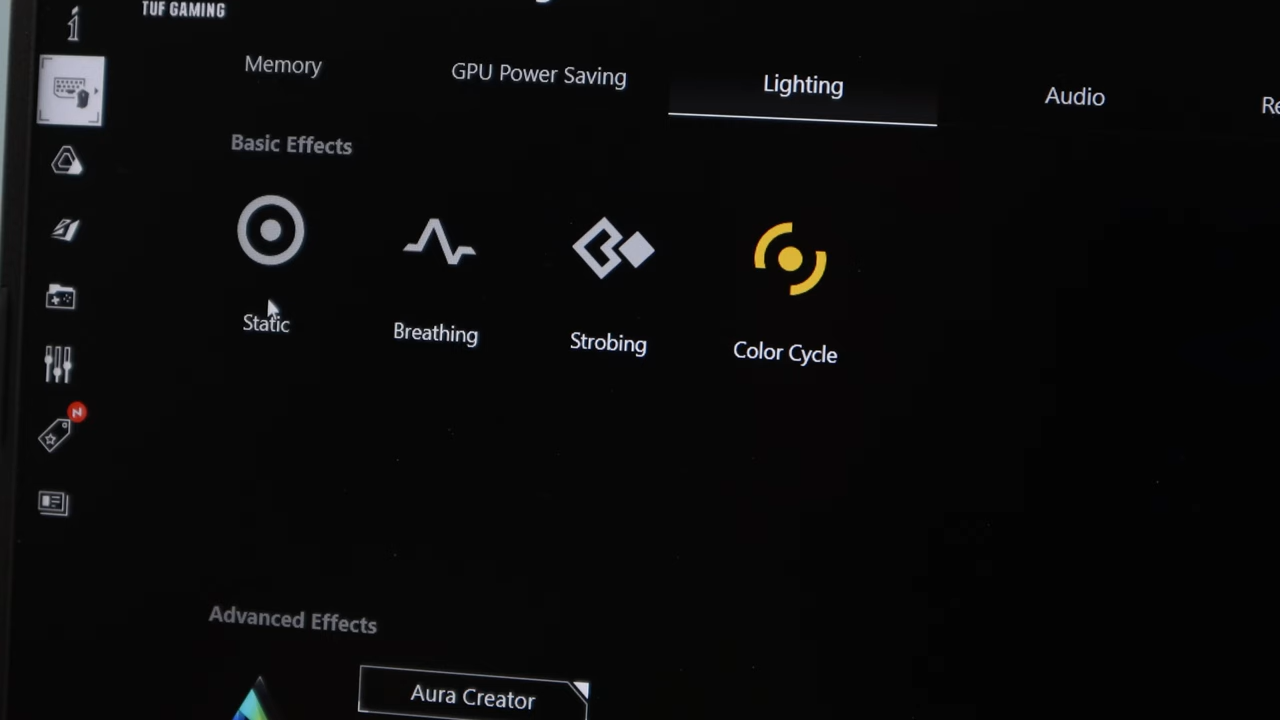 TUF GAMING
Memory
GPU Power Saving
Lighting
Audio
Basic Effects
Static
Breathing
Strobing
Color Cycle
N
Advanced Effects
Aura Creator